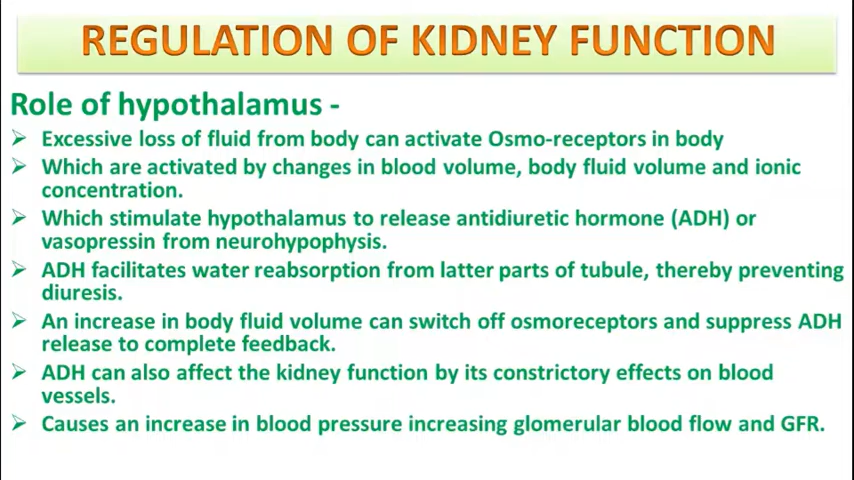 REGULATION OF KIDNEY FUNCTION
Role of hypothalamus -
➢ Excessive loss of fluid from body can activate Osmo-receptors in body
➢ Which are activated by changes in blood volume, body fluid volume and ionic
concentration.
➢ Which stimulate hypothalamus to release antidiuretic hormone (ADH) or
vasopressin from neurohypophysis.
➢ ADH facilitates water reabsorption from latter parts of tubule, thereby preventing
diuresis.
➢ An increase in body fluid volume can switch off osmoreceptors and suppress ADH
release to complete feedback.
➢ ADH can also affect the kidney function by its constrictory effects on blood
vessels.
➢ Causes an increase in blood pressure increasing glomerular blood flow and GFR.